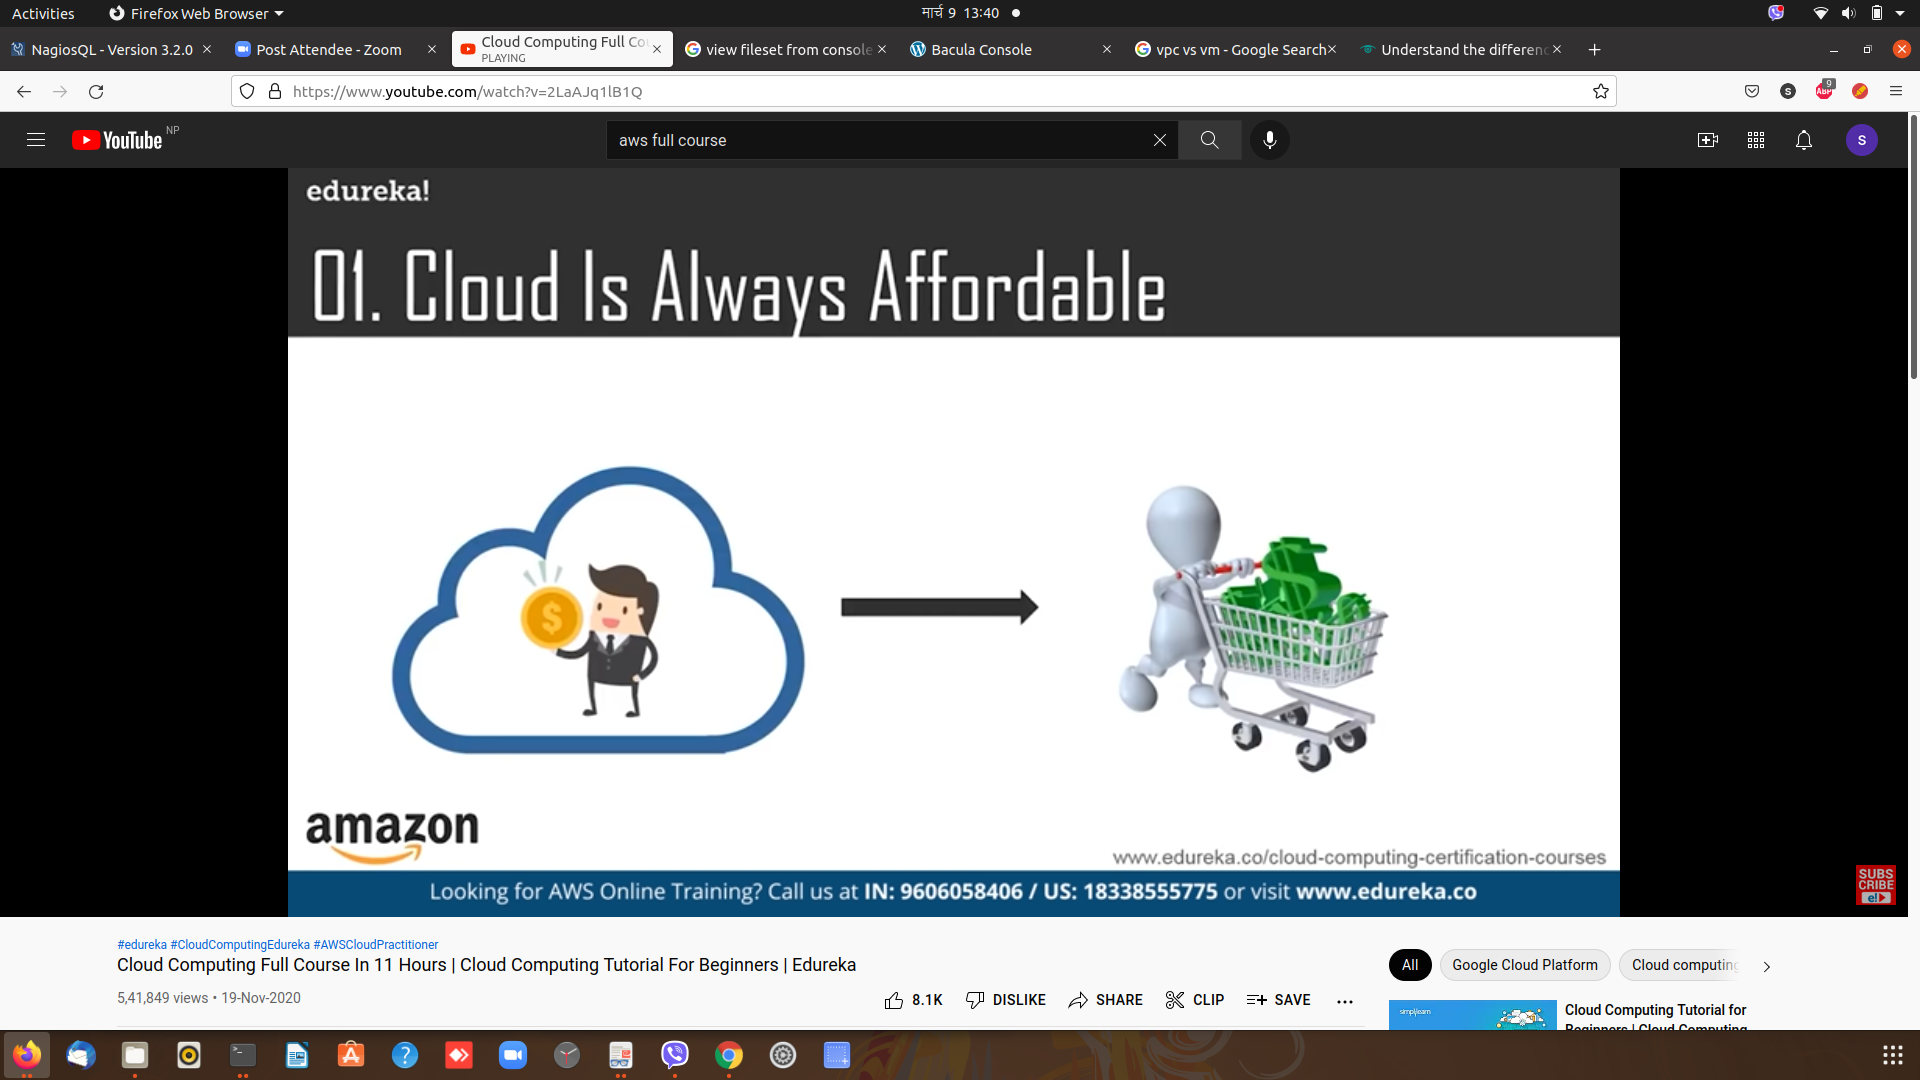 Activities
Firefox Web Browser
मार्च 9 13:40
NagiosQL - Version 3.2.0
Post Attendee - Zoom
Cloud Computing Full Co
PLAYING
view fileset from console
Bacula Console
vpc vs vm - Google Search
Understand the differenc
https://www.youtube.com/watch?v=2LaAJq1lB1Q
S
ABP
9
YouTube NP
aws full course
S
edureka!
01. Cloud Is Always Affordable
$
$
amazon
www.edureka.co/cloud-computing-certification-courses
Looking for AWS Online Training? Call us at IN: 9606058406 / US: 18338555775 or visit www.edureka.co
SUBS
CRIBE
e!
#edureka #CloudComputingEdureka #AWSCloudPractitioner
Cloud Computing Full Course In 11 Hours | Cloud Computing Tutorial For Beginners | Edureka
5,41,849 views • 19-Nov-2020
8.1K
DISLIKE
SHARE
CLIP
SAVE
All
Google Cloud Platform
Cloud computing
simplilearn
Cloud Computing Tutorial for
Beginners | Cloud Computing